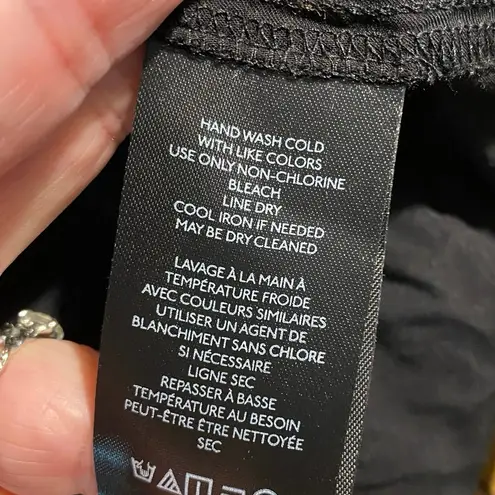 HAND WASH COLD
WITH LIKE COLORS
USE ONLY NON-CHLORINE
BLEACH
LINE DRY
COOL IRON IF NEEDED
MAY BE DRY CLEANED
LAVAGE À LA MAIN À
TEMPÉRATURE FROIDE
AVEC COULEURS SIMILAIRES
UTILISER UN AGENT DE
BLANCHIMENT SANS CHLORE
SI NÉCESSAIRE
LIGNE SEC
REPASSER À BASSE
TEMPÉRATURE AU BESOIN
PEUT-ÊTRE ÊTRE NETTOYÉE
SEC